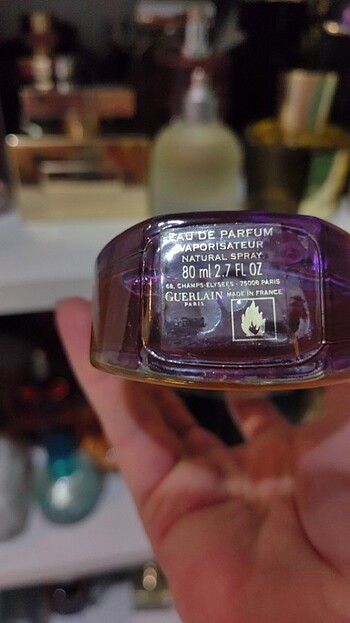 EAU DE PARFUM
VAPORISATEUR
NATURAL SPRAY
80 ml 2.7 FL OZ
68, CHAMPS-ELYSEES - 75008 PARIS
GUERLAIN MADE IN FRANCE
PARIS